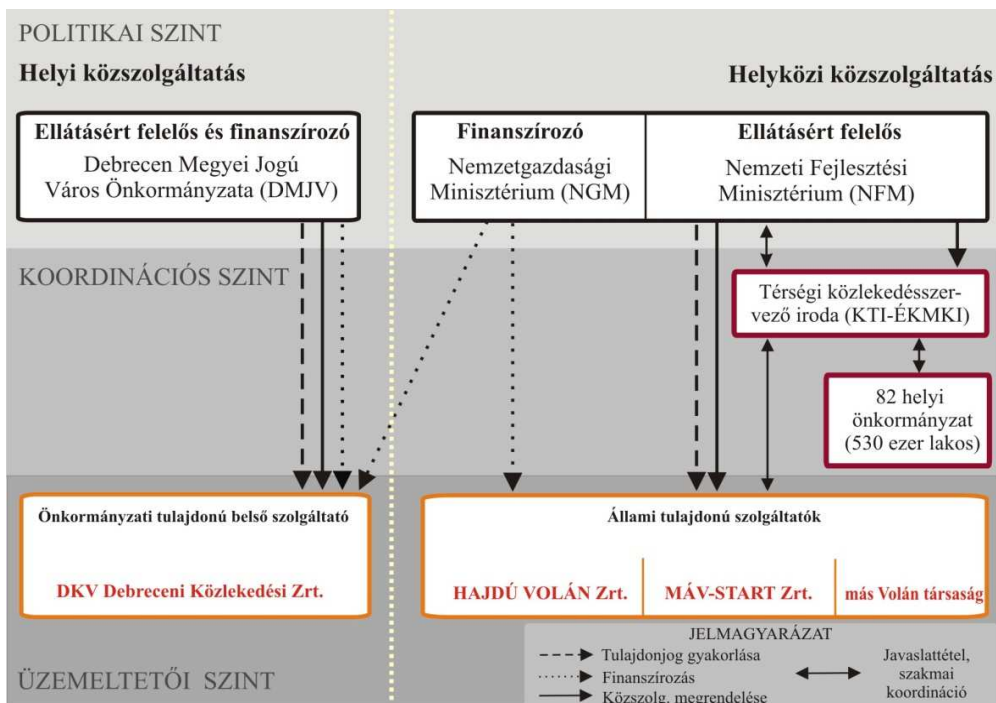 POLITIKAI SZINT
Helyi közszolgáltatás
Helyközi közszolgáltatás
Ellátásért felelős és finanszírozó
Debrecen Megyei Jogú
Város Önkormányzata (DMJV)
Finanszírozó
Nemzetgazdasági
Minisztérium (NGM)
Ellátásért felelős
Nemzeti Fejlesztési
Minisztérium (NFM)
KOORDINÁCIÓS SZINT
Térségi közlekedésszer-
vező iroda (KTI-ÉKMKI)
82 helyi
önkormányzat
(530 ezer lakos)
Önkormányzati tulajdonú belső szolgáltató
DKV Debreceni Közlekedési Zrt.
Állami tulajdonú szolgáltatók
HAJDÚ VOLÁN Zrt.
MÁV-START Zrt.
más Volán társaság
JELMAGYARÁZAT
Tulajdonjog gyakorlása
Finanszírozás
Közszolg. megrendelése
Javaslattétel,
szakmai
koordináció
ÜZEMELTETŐI SZINT